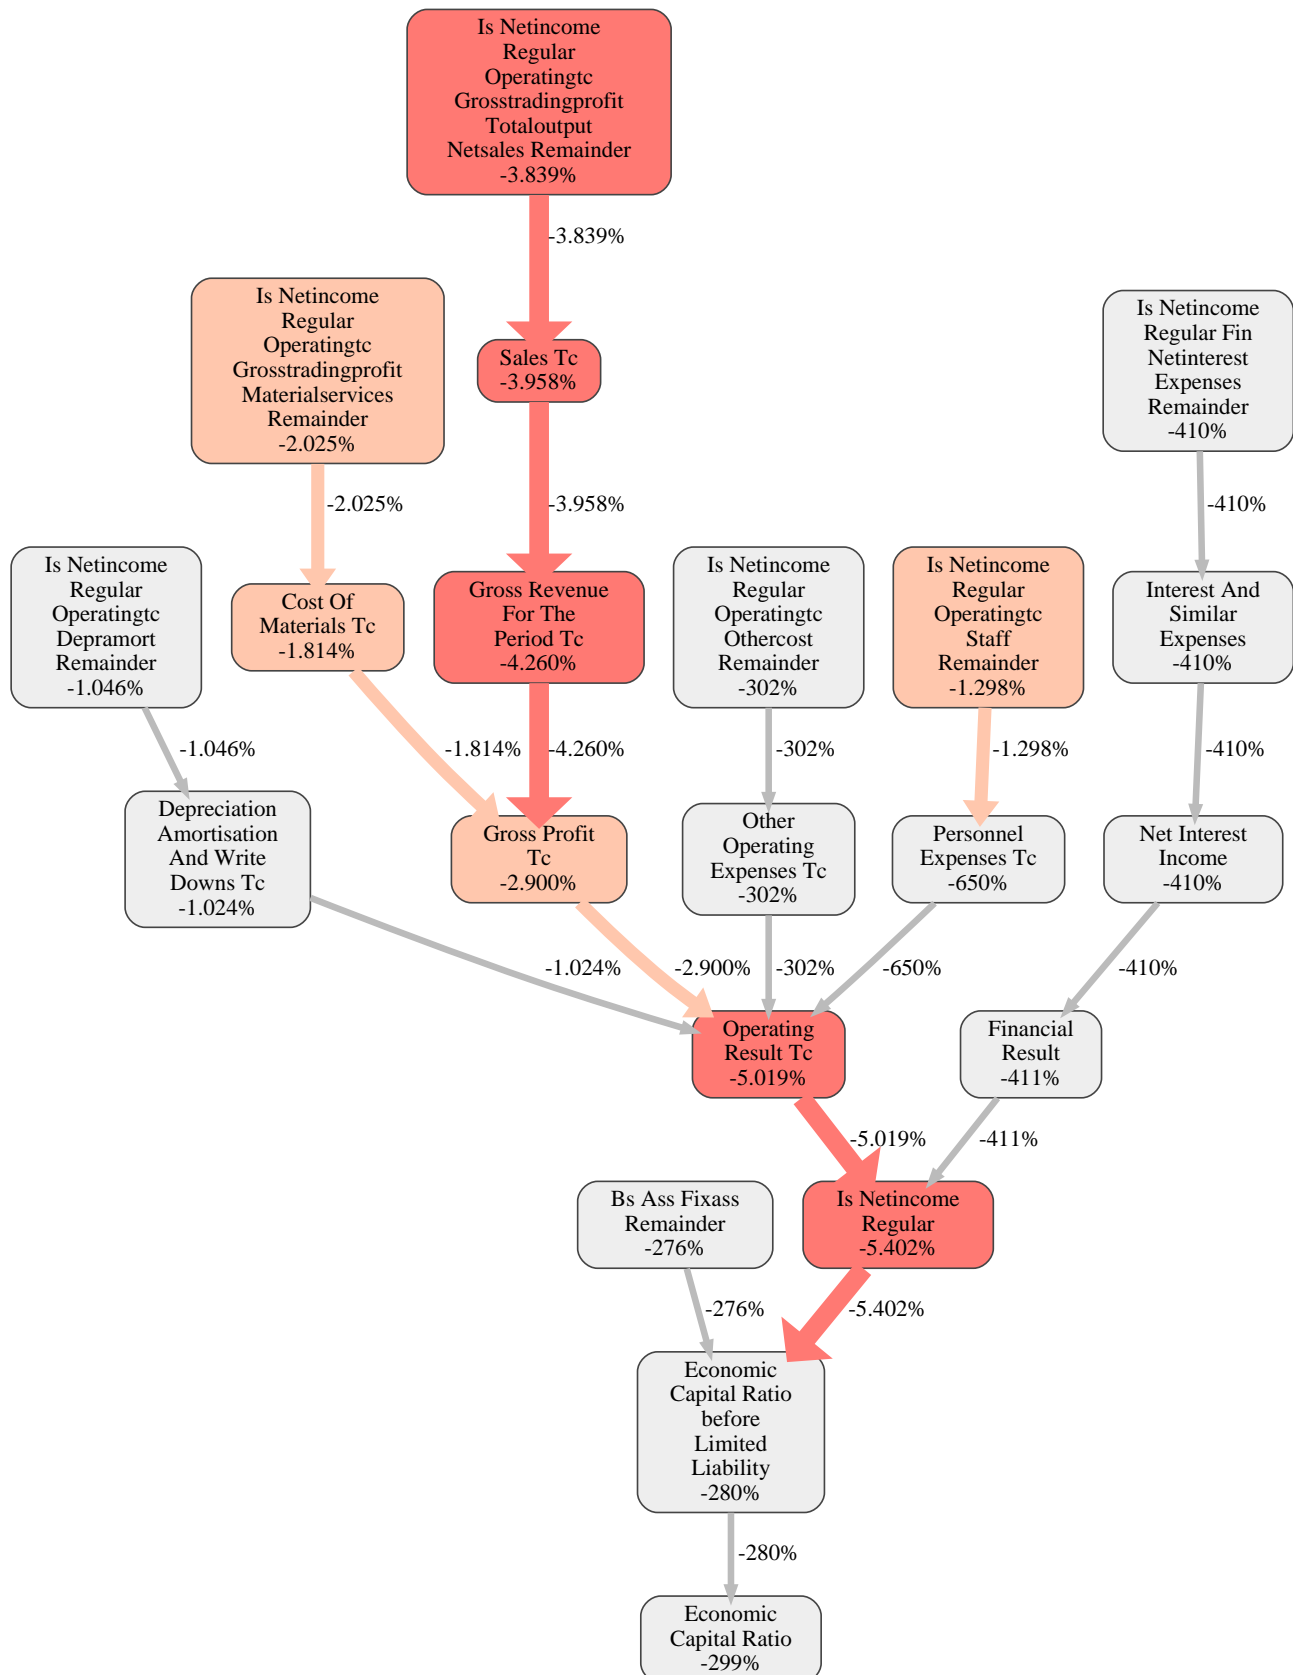 Is Netincome
Regular
Operatingtc
Grosstradingprofit
Totaloutput
Netsales Remainder
-3.839%
-3.839%
Is Netincome
Regular
Operatingtc
Grosstradingprofit
Materialservices
Remainder
-2.025%
Sales Tc
-3.958%
Is Netincome
Regular Fin
Netinterest
Expenses
Remainder
-410%
-2.025%
-3.958%
-410%
Is Netincome
Regular
Operatingtc
Depramort
Remainder
-1.046%
Cost Of
Materials Tc
-1.814%
Gross Revenue
For The
Period Tc
-4.260%
Is Netincome
Regular
Operatingtc
Othercost
Remainder
-302%
Is Netincome
Regular
Operatingtc
Staff
Remainder
-1.298%
Interest And
Similar
Expenses
-410%
-1.046%
-1.814%
-4.260%
-302%
-1.298%
-410%
Depreciation
Amortisation
And Write
Downs Tc
-1.024%
Gross Profit
Tc
-2.900%
Other
Operating
Expenses Tc
-302%
Personnel
Expenses Tc
-650%
Net Interest
Income
-410%
-1.024%
-2.900%
-302%
-650%
-410%
Operating
Result Tc
-5.019%
Financial
Result
-411%
-5.019%
-411%
Bs Ass Fixass
Remainder
-276%
Is Netincome
Regular
-5.402%
-276%
-5.402%
Economic
Capital Ratio
before
Limited
Liability
-280%
-280%
Economic
Capital Ratio
-299%